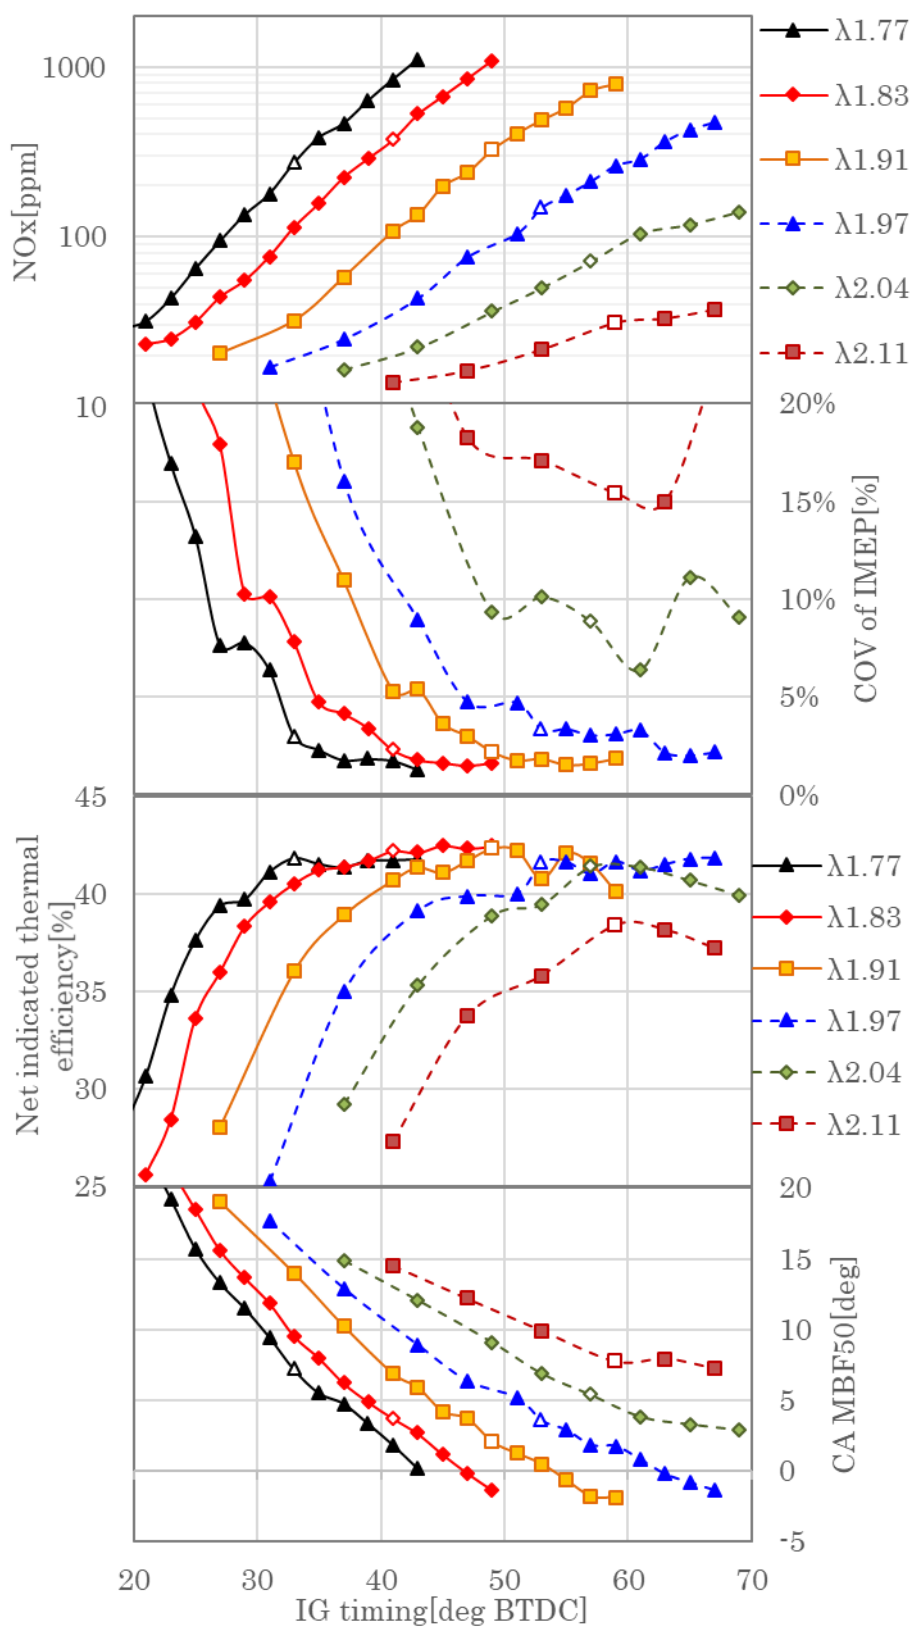 λ1.77
1000
λ1.83
λ1.91
NOx[ppm]
λ1.97
100
λ2.04
λ2.11
10
20%
15%
COV of IMEP[%]
10%
5%
45
0%
λ1.77
40
λ1.83
Net indicated thermal
efficiency[%]
λ1.91
35
λ1.97
30
λ2.04
λ2.11
25
20
15
CA MBF50[deg]
10
5
0
-5
20 30 40 50 60 70
IG timing[deg BTDC]